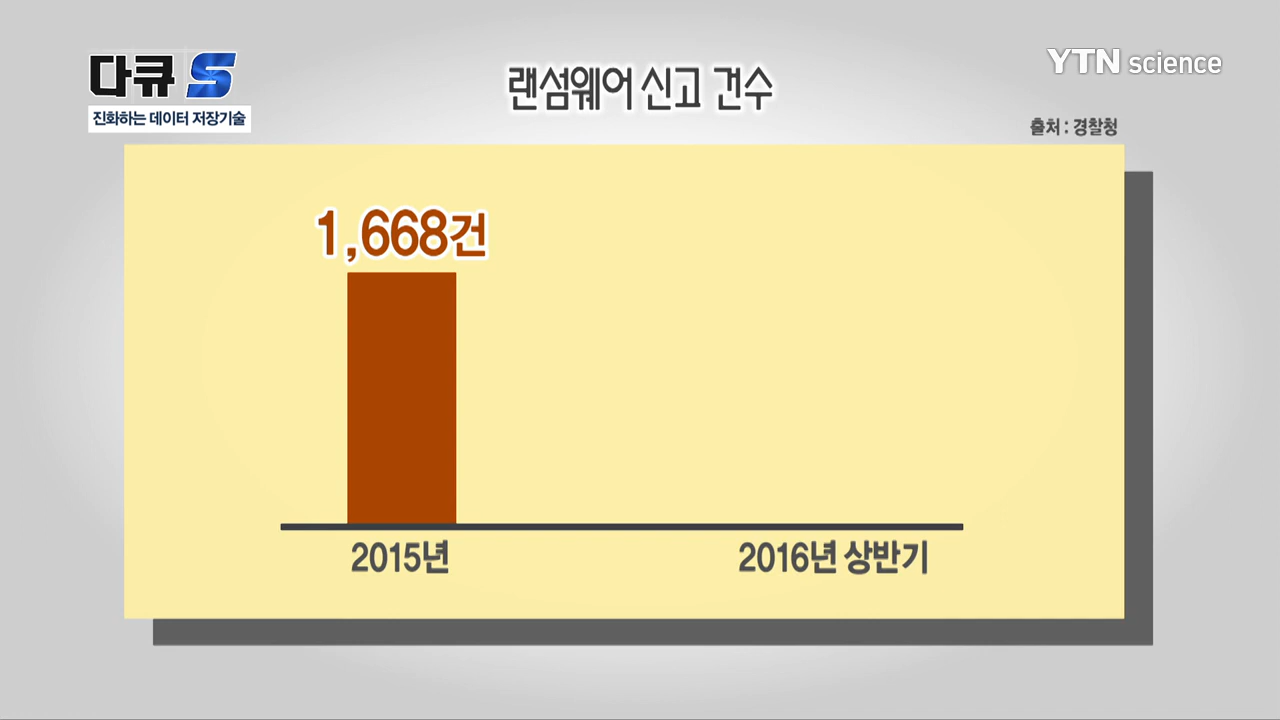 다큐 S
진화하는 데이터 저장기술
랜섬웨어 신고 건수
YTN science
출처 : 경찰청
1,668건
2015년
2016년 상반기